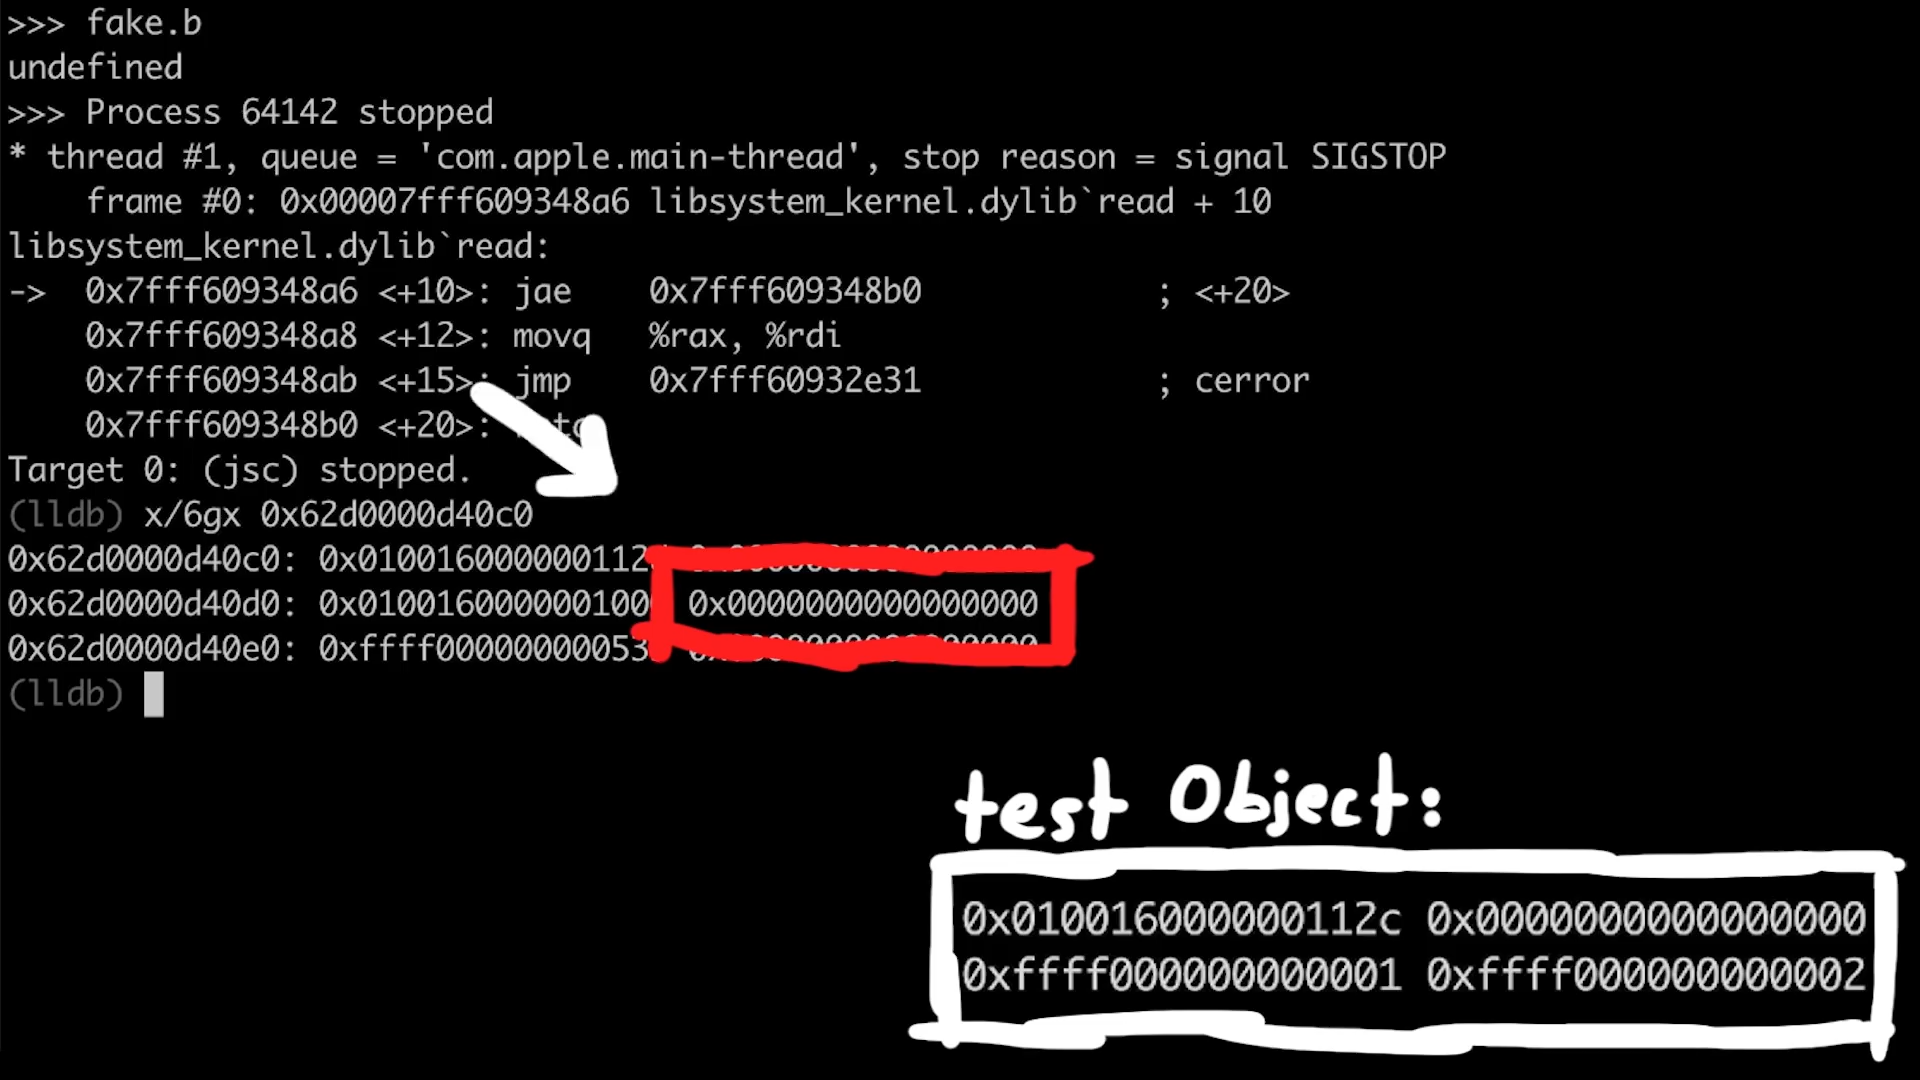 >>> fake.b
undefined
>>> Process 64142 stopped
* thread #1, queue = 'com.apple.main-thread', stop reason = signal SIGSTOP
frame #0: 0x00007fff609348a6 libsystem_kernel.dylib`read + 10
libsystem_kernel.dylib`read:
-> 0x7fff609348a6 <+10>: jae 0x7fff609348b0 ; <+20>
0x7fff609348a8 <+12>: movq %rax, %rdi
0x7fff609348ab <+15>: jmp 0x7fff60932e31 ; cerror
0x7fff609348b0 <+20>:
Target 0: (jsc) stopped.
(lldb) x/6gx 0x62d0000d40c0
0x62d0000d40c0:
0x62d0000d40d0: 0x0000000000000000
0x62d0000d40e0:
(lldb)
test Object:
0x010016000000112c 0x0000000000000000
0xffff000000000001 0xffff000000000002